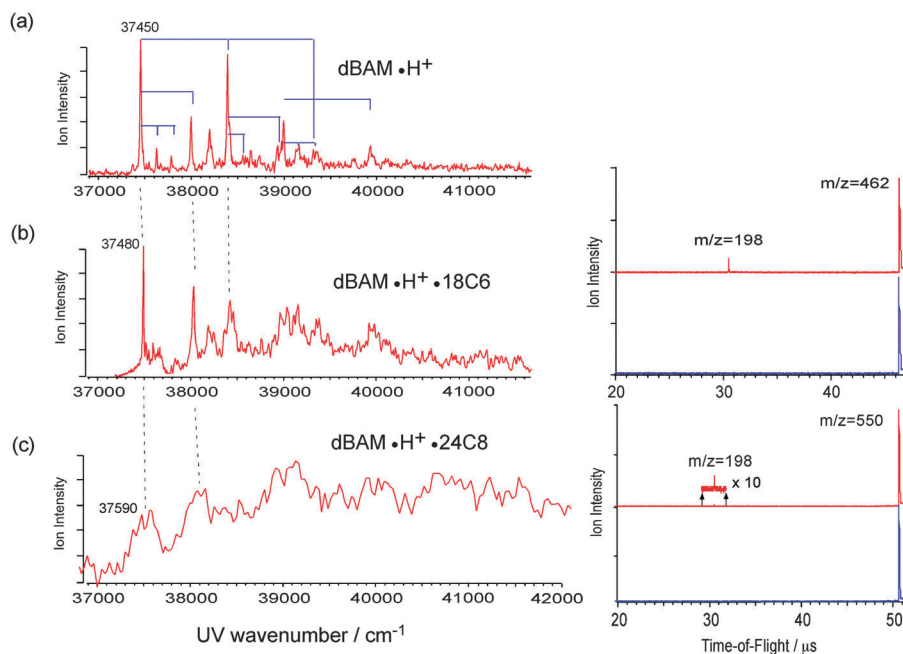 (a)
37450
dBAM •H⁺
Ion Intensity
37000 38000 39000 40000 41000
(b)
37480
dBAM •H⁺ •18C6
Ion Intensity
37000 38000 39000 40000 41000
(c)
37590
dBAM •H⁺ •24C8
Ion Intensity
37000 38000 39000 40000 41000 42000
UV wavenumber / cm⁻¹
m/z=462
m/z=198
Ion Intensity
20 30 40
m/z=550
m/z=198
x 10
Ion Intensity
20 30 40 50
Time-of-Flight / μs